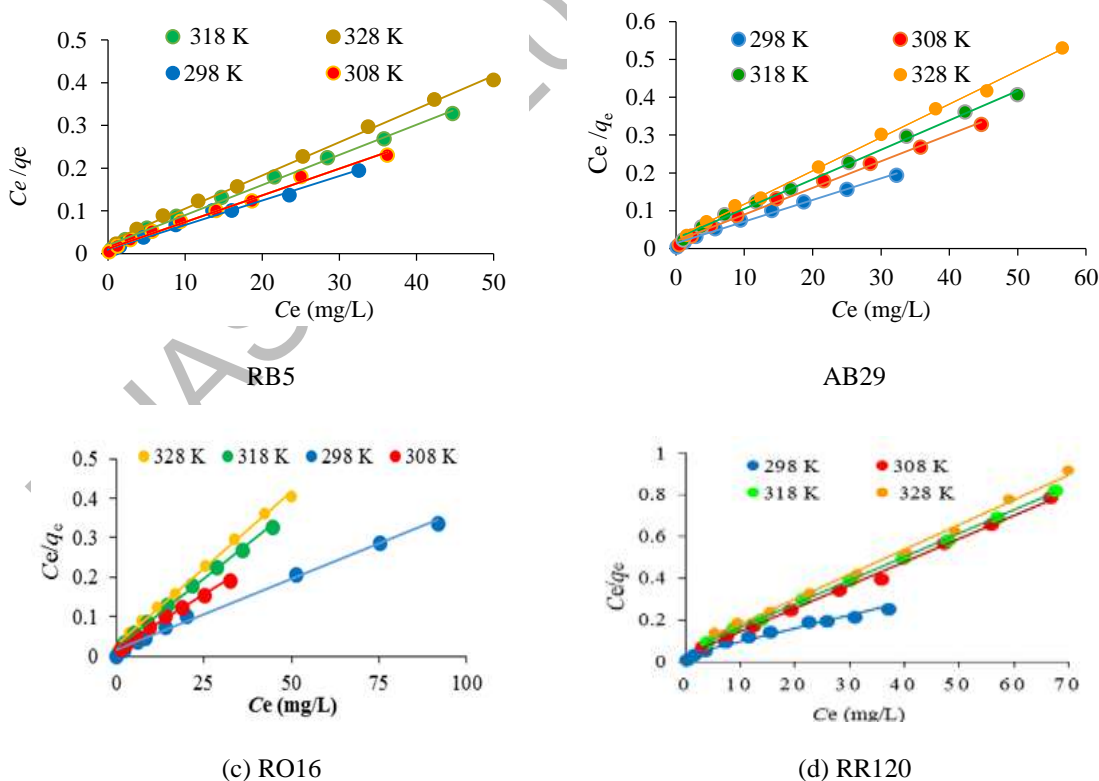 318 K 328 K
298 K 308 K
0.5
0.4
0.3
0.2
0.1
0
0 10 20 30 40 50
Ce/qe
Ce (mg/L)
RB5
298 K 308 K
318 K 328 K
0.6
0.5
0.4
0.3
0.2
0.1
0
0 10 20 30 40 50 60
Ce /qe
Ce (mg/L)
AB29
328 K 318 K 298 K 308 K
0.5
0.4
0.3
0.2
0.1
0
0 25 50 75 100
Ce/qe
Ce (mg/L)
(c) RO16
298 K 308 K
318 K 328 K
1
0.8
0.6
0.4
0.2
0
0 10 20 30 40 50 60 70
Ce/qe
Ce (mg/L)
(d) RR120